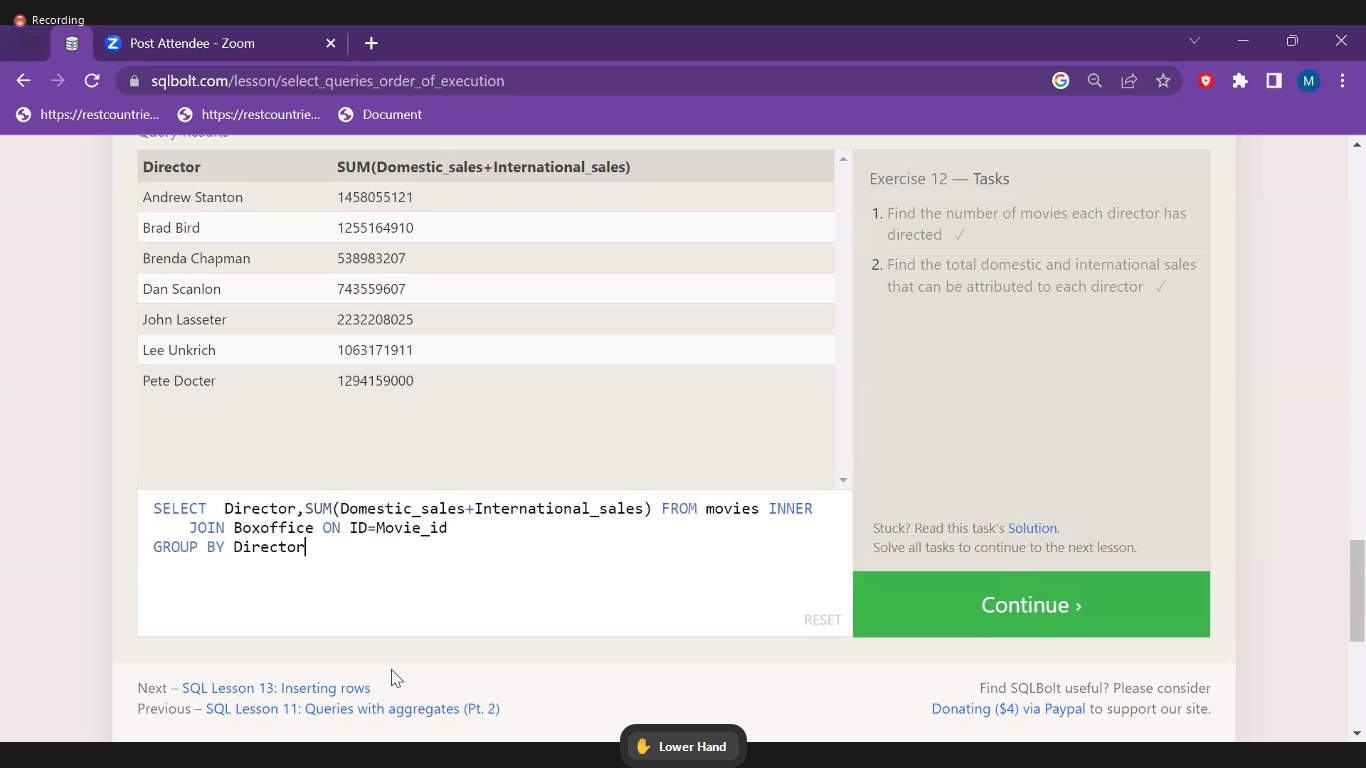 Recording
Post Attendee - Zoom
sqlbolt.com/lesson/select_queries_order_of_execution
M
https://restcountrie...
https://restcountrie...
Document
Query Results
Director SUM(Domestic_sales+International_sales)
Andrew Stanton 1458055121
Brad Bird 1255164910
Brenda Chapman 538983207
Dan Scanlon 743559607
John Lasseter 2232208025
Lee Unkrich 1063171911
Pete Docter 1294159000
Exercise 12 — Tasks
1. Find the number of movies each director has
directed ✓
2. Find the total domestic and international sales
that can be attributed to each director ✓
SELECT  Director,SUM(Domestic_sales+International_sales) FROM movies INNER
JOIN Boxoffice ON ID=Movie_id
GROUP BY Director
RESET
Stuck? Read this task's Solution.
Solve all tasks to continue to the next lesson.
Continue ›
Next – SQL Lesson 13: Inserting rows
Previous – SQL Lesson 11: Queries with aggregates (Pt. 2)
Find SQLBolt useful? Please consider
Donating ($4) via Paypal to support our site.
Lower Hand